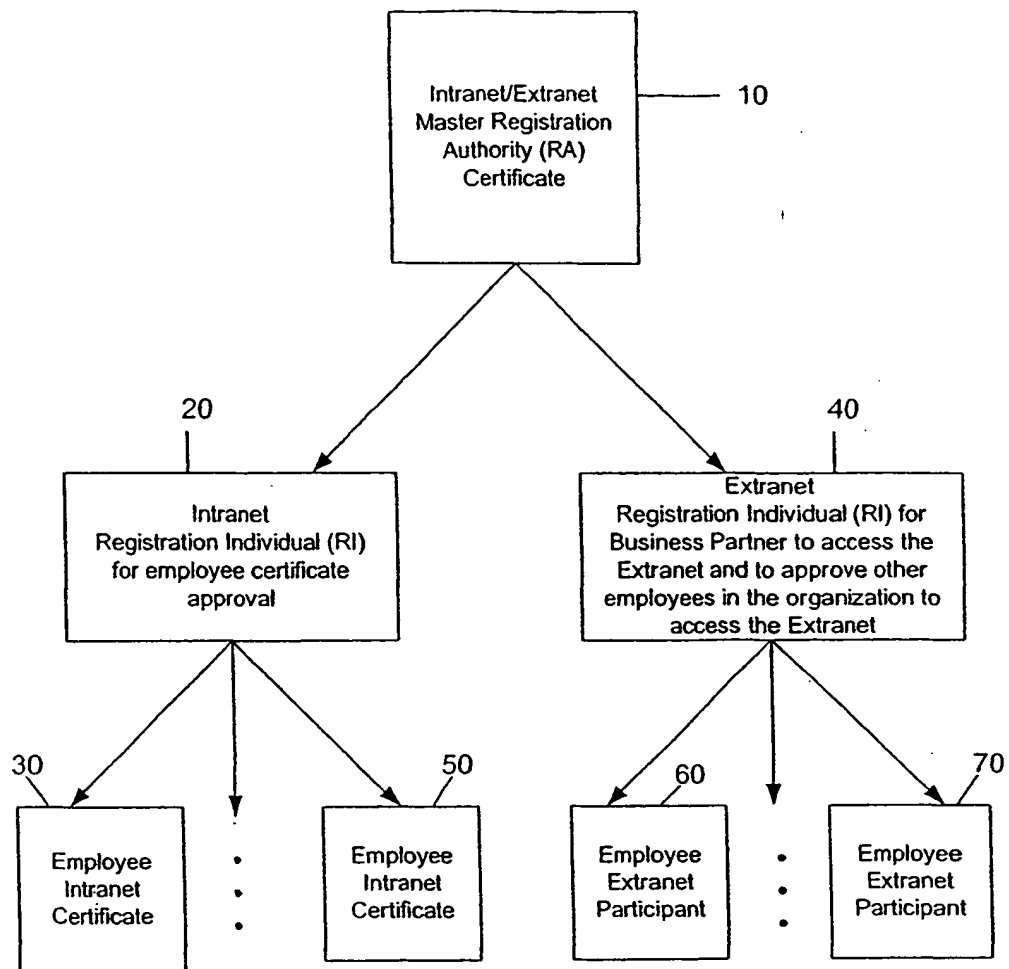 Intranet/Extranet
Master Registration
Authority (RA)
Certificate
10
20
40
Intranet
Registration Individual (RI)
for employee certificate
approval
Extranet
Registration Individual (RI) for
Business Partner to access the
Extranet and to approve other
employees in the organization to
access the Extranet
30
50
60
70
Employee
Intranet
Certificate
Employee
Intranet
Certificate
Employee
Extranet
Participant
Employee
Extranet
Participant